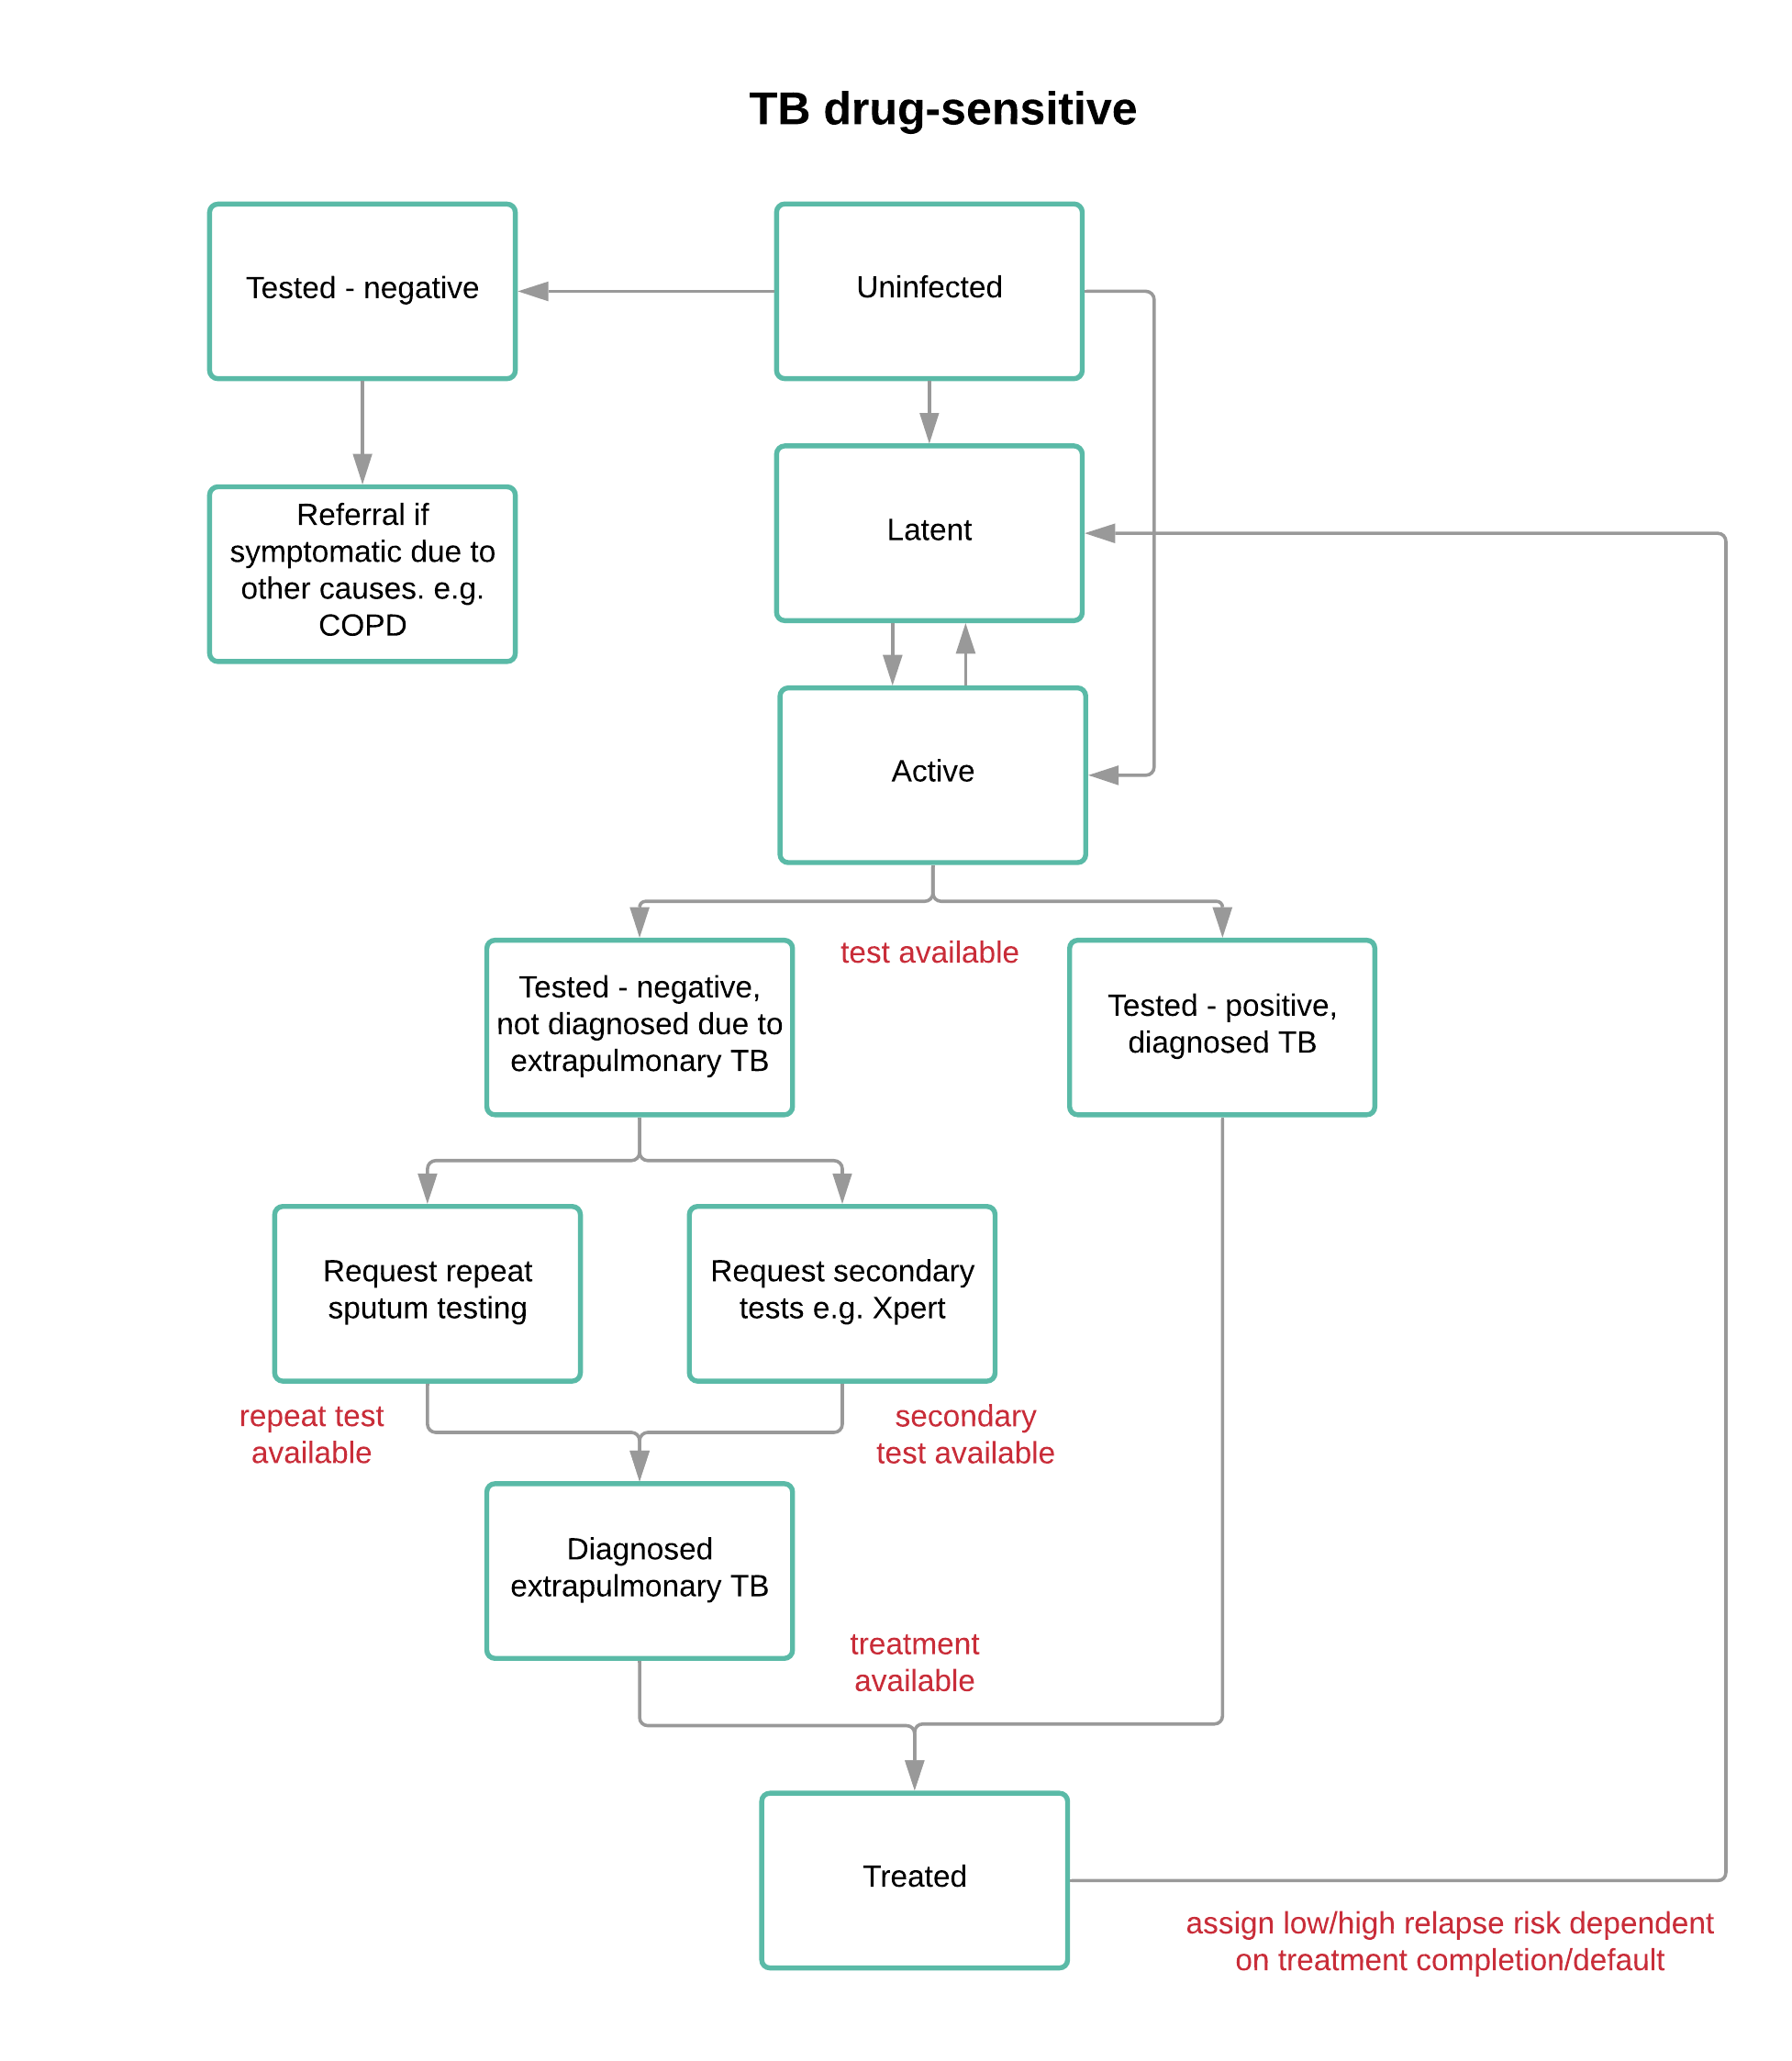 TB drug-sensitive
Tested - negative
Uninfected
Referral if
symptomatic due to
other causes. e.g.
COPD
Latent
Active
test available
Tested - negative,
not diagnosed due to
extrapulmonary TB
Tested - positive,
diagnosed TB
Request repeat
sputum testing
Request secondary
tests e.g. Xpert
repeat test
available
secondary
test available
Diagnosed
extrapulmonary TB
treatment
available
Treated
assign low/high relapse risk dependent
on treatment completion/default